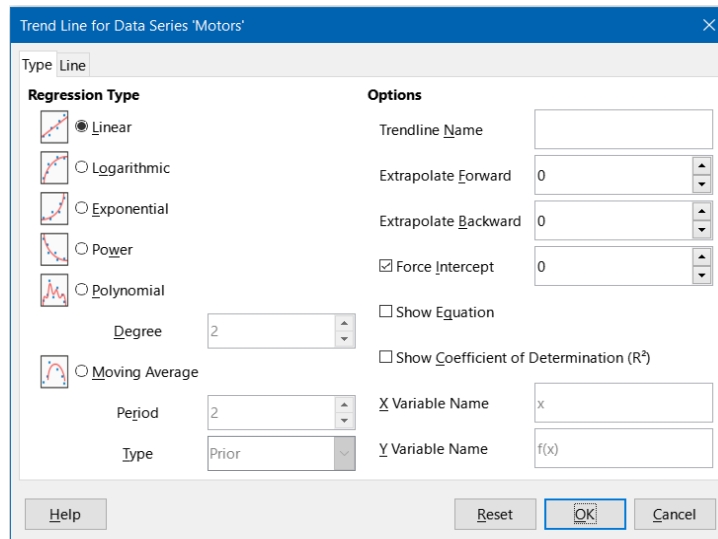 Trend Line for Data Series 'Motors'
Type Line
Regression Type
Linear
Logarithmic
Exponential
Power
Polynomial
Degree 2
Moving Average
Period 2
Type Prior
Options
Trendline Name
Extrapolate Forward 0
Extrapolate Backward 0
Force Intercept 0
Show Equation
Show Coefficient of Determination (R²)
X Variable Name x
Y Variable Name f(x)
Help Reset OK Cancel